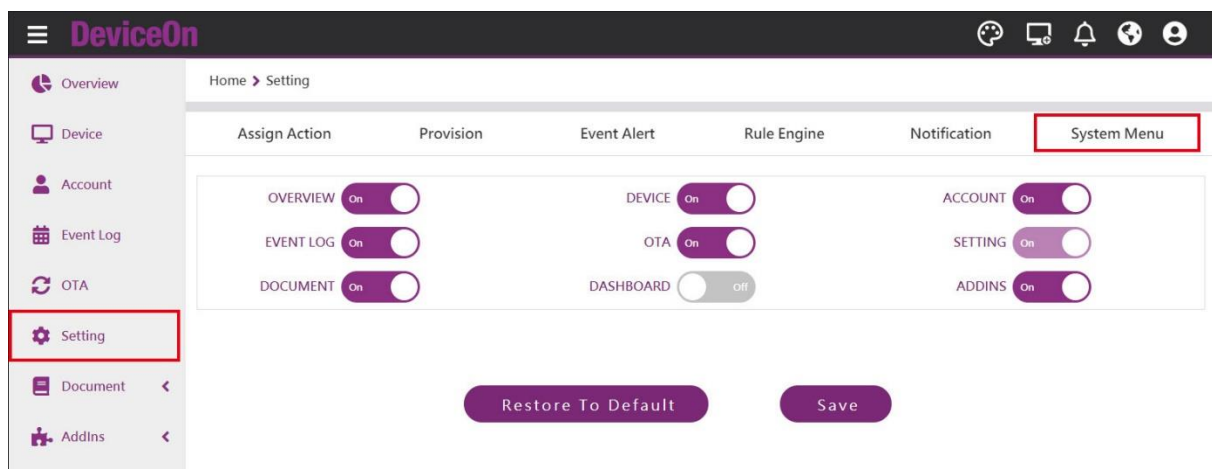 DeviceOn
Overview
Device
Account
Event Log
OTA
Setting
Document
AddIns
Home > Setting
Assign Action Provision Event Alert Rule Engine Notification System Menu
OVERVIEW On DEVICE On ACCOUNT On
EVENT LOG On OTA On SETTING On
DOCUMENT On DASHBOARD Off ADDINS On
Restore To Default Save